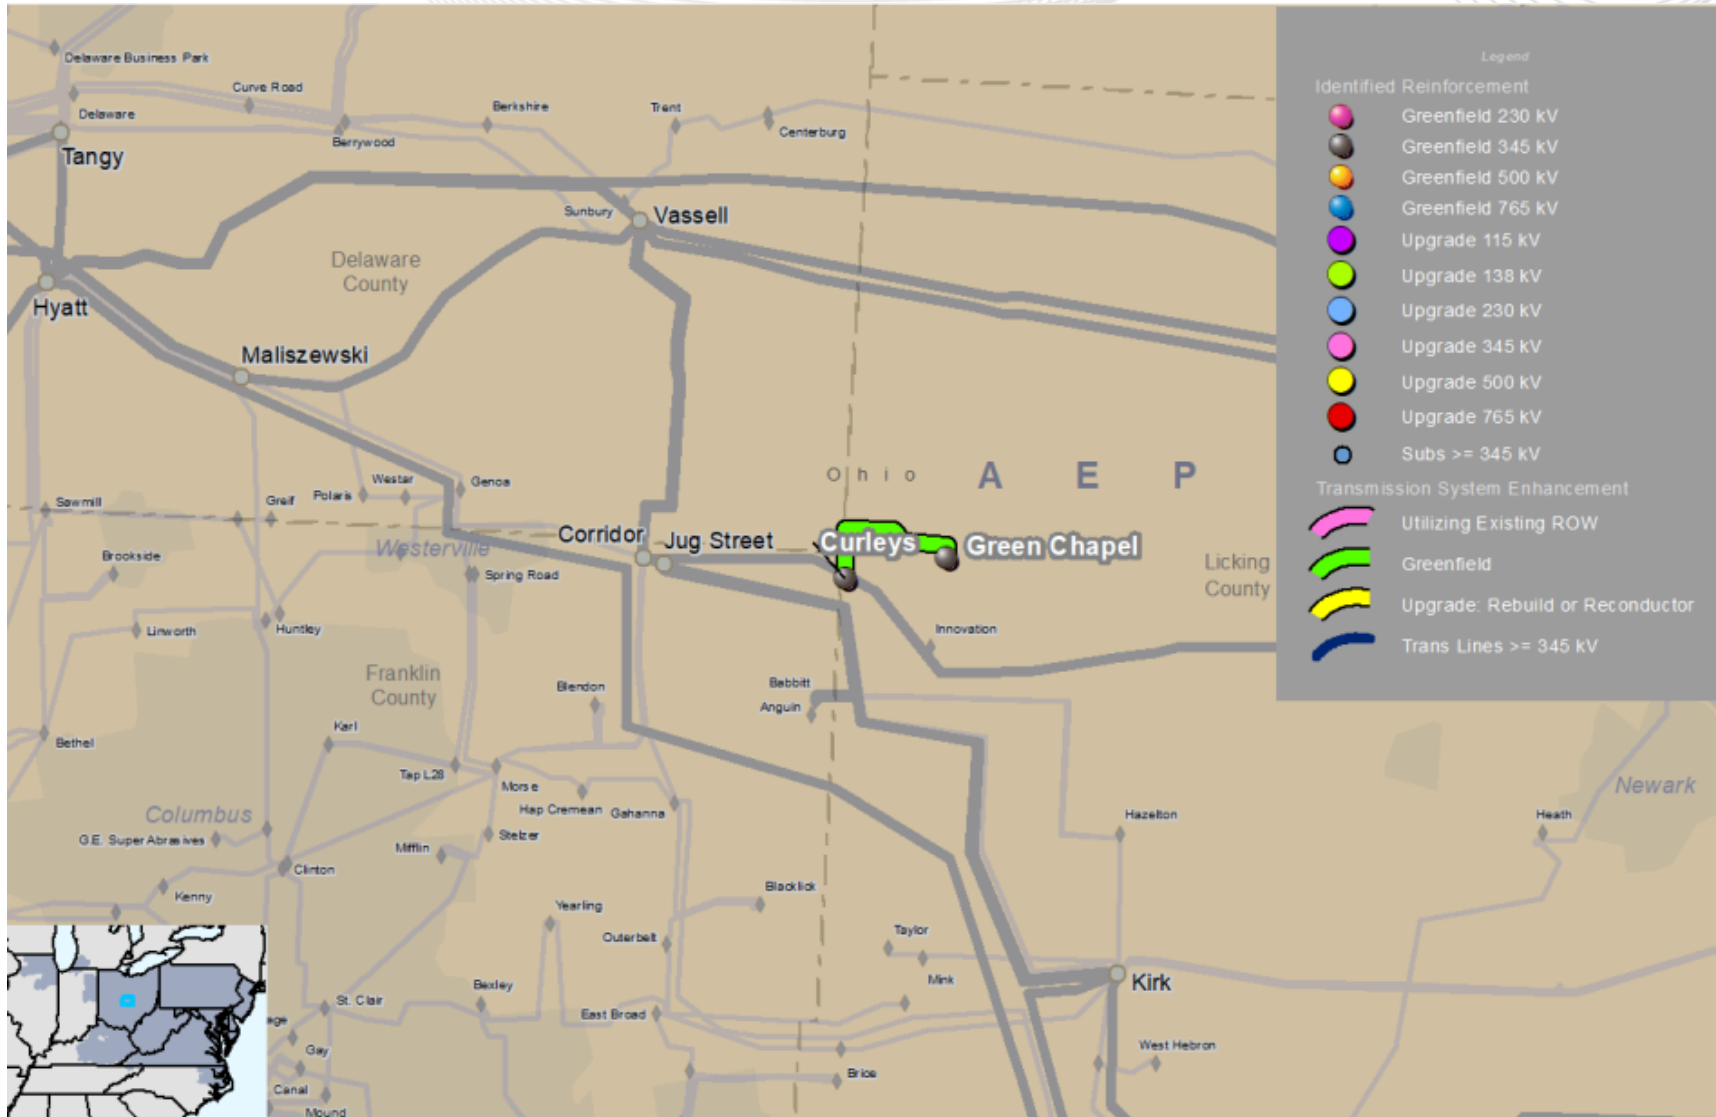 Delaware Business Park
Curve Road
Berkshire
Trent
Delaware
Centerburg
Berrywood
Tangy
Sunbury
Vassell
Delaware
County
Hyatt
Maliszewski
Ohio
AEP
Westar
Genoa
Polaris
Greif
Sawmill
Corridor
Jug Street
Curleys
Green Chapel
Westerville
Brookside
Spring Road
Licking
County
Linworth
Huntley
Innovation
Franklin
County
Blendon
Babbitt
Anguin
Karl
Bethel
Tap L28
Morse
Newark
Columbus
Hap Cremean
Gahanna
Hazelton
Heath
G.E. Super Abrasives
Stelzer
Mifflin
Clinton
Kenny
Blacklick
Yearling
Outerbelt
Taylor
Mink
Kirk
Bexley
St. Clair
East Broad
age
Gay
West Hebron
Brice
Canal
Mound
Legend
Identified Reinforcement
Greenfield 230 kV
Greenfield 345 kV
Greenfield 500 kV
Greenfield 765 kV
Upgrade 115 kV
Upgrade 138 kV
Upgrade 230 kV
Upgrade 345 kV
Upgrade 500 kV
Upgrade 765 kV
Subs >= 345 kV
Transmission System Enhancement
Utilizing Existing ROW
Greenfield
Upgrade: Rebuild or Reconductor
Trans Lines >= 345 kV